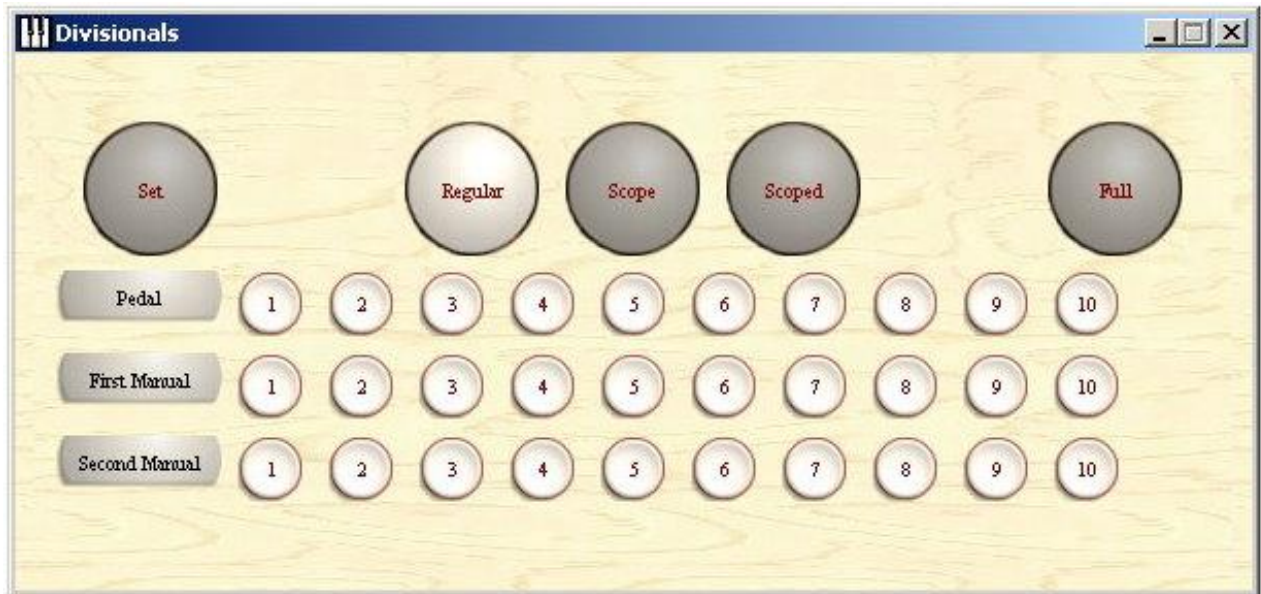 Divisionals
Set Regular Scope Scoped Full
Pedal 1 2 3 4 5 6 7 8 9 10
First Manual 1 2 3 4 5 6 7 8 9 10
Second Manual 1 2 3 4 5 6 7 8 9 10